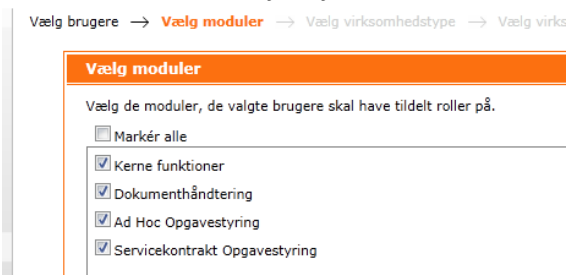 Vælg brugere → Vælg moduler → Vælg virksomhedstype → Vælg virks
Vælg moduler
Vælg de moduler, de valgte brugere skal have tildelt roller på.
Markér alle
Kerne funktioner
Dokumenthåndtering
Ad Hoc Opgavestyring
Servicekontrakt Opgavestyring